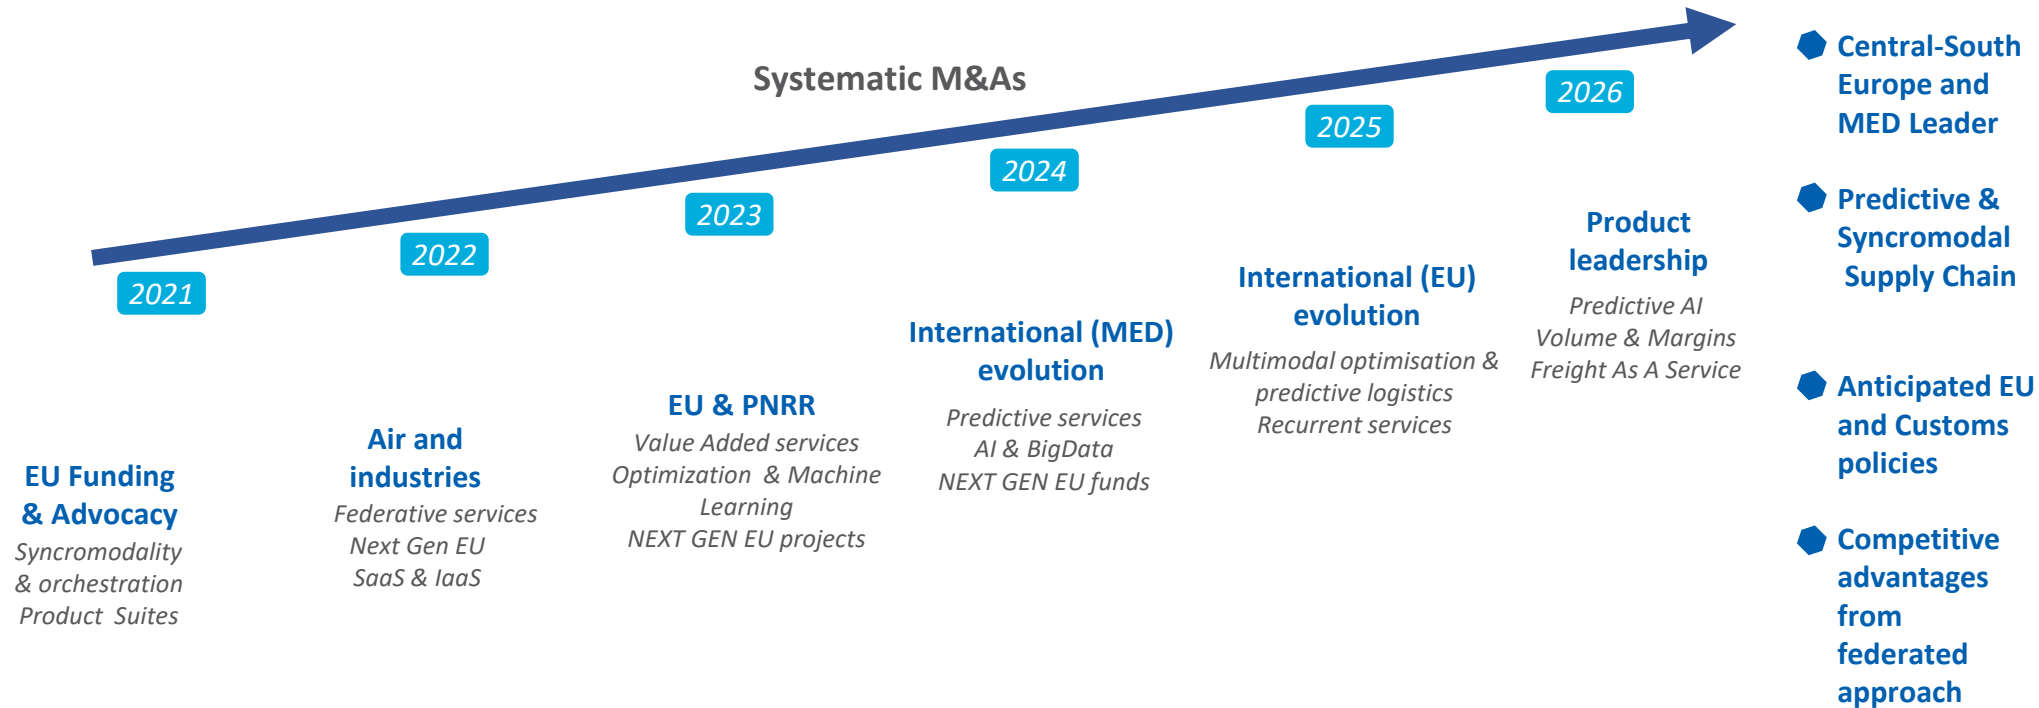 Systematic M&As
2021
EU Funding
& Advocacy
Syncromodality
& orchestration
Product Suites
2022
Air and
industries
Federative services
Next Gen EU
SaaS & IaaS
2023
EU & PNRR
Value Added services
Optimization & Machine
Learning
NEXT GEN EU projects
2024
International (MED)
evolution
Predictive services
AI & BigData
NEXT GEN EU funds
2025
International (EU)
evolution
Multimodal optimisation &
predictive logistics
Recurrent services
2026
Product
leadership
Predictive AI
Volume & Margins
Freight As A Service
Central-South
Europe and
MED Leader
Predictive &
Syncromodal
Supply Chain
Anticipated EU
and Customs
policies
Competitive
advantages
from
federated
approach